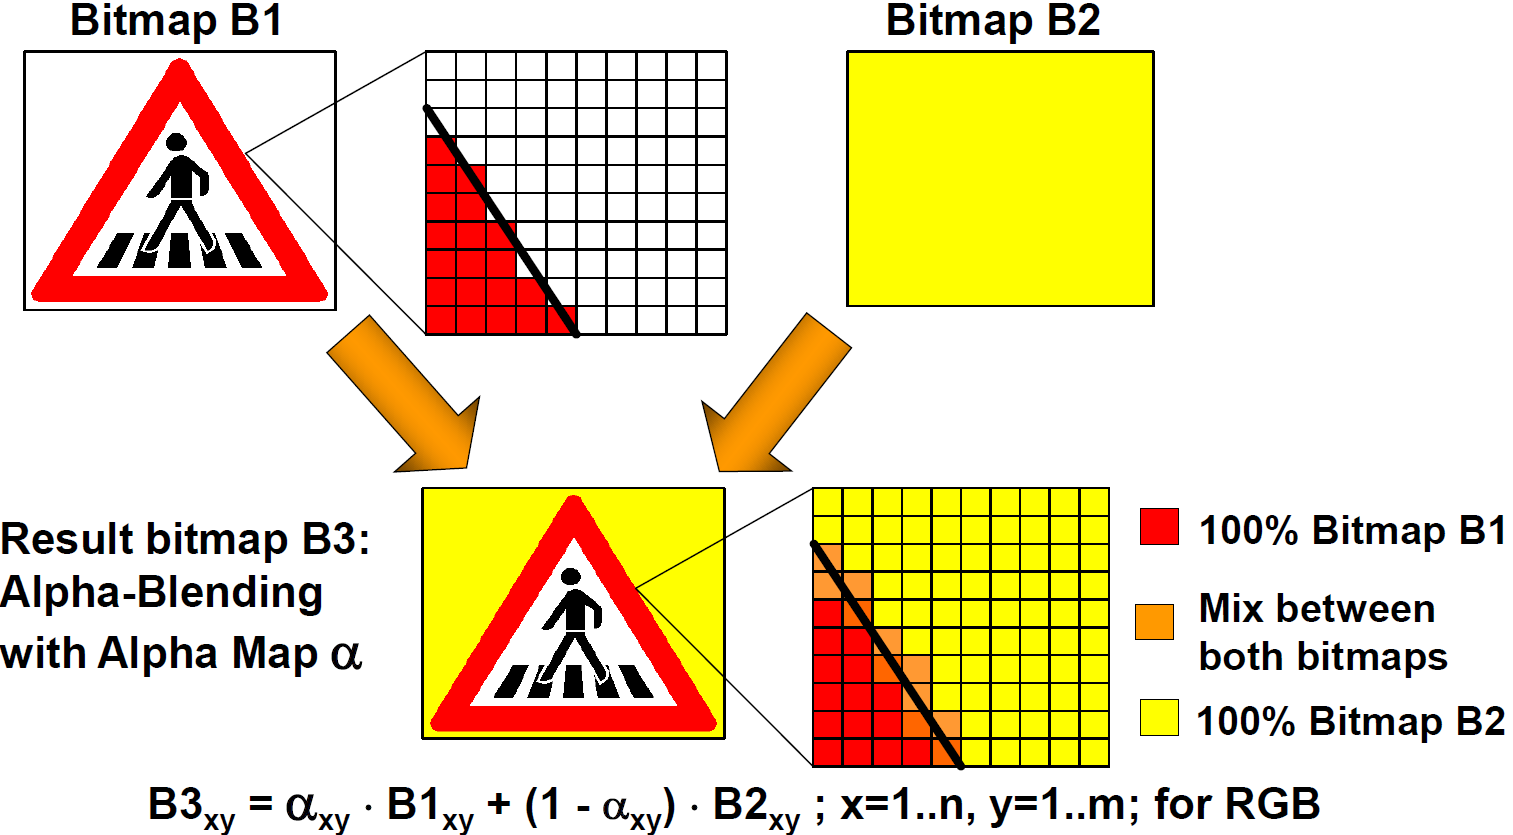 Bitmap B1
Bitmap B2
Result bitmap B3:
Alpha-Blending
with Alpha Map α
100% Bitmap B1
Mix between
both bitmaps
100% Bitmap B2
B3xy = αxy · B1xy + (1 - αxy) · B2xy ; x=1..n, y=1..m; for RGB